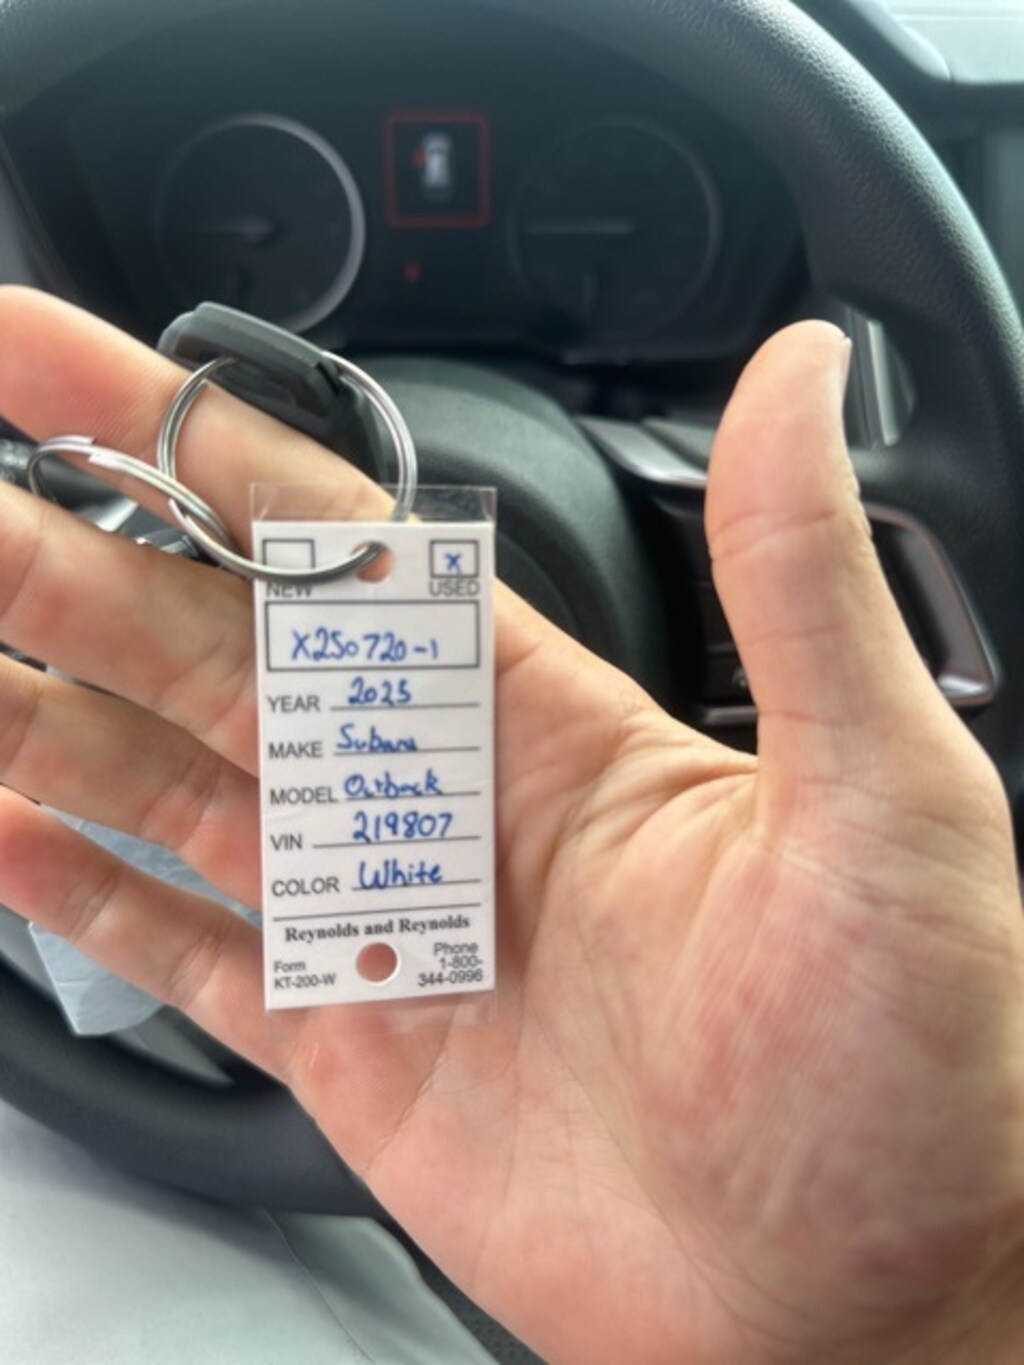 X
NEW USED
X250720-1
YEAR 2025
MAKE Subaru
MODEL Outback
VIN 219807
COLOR White
Reynolds and Reynolds
Form
KT-200-W
Phone
1-800-
344-0996